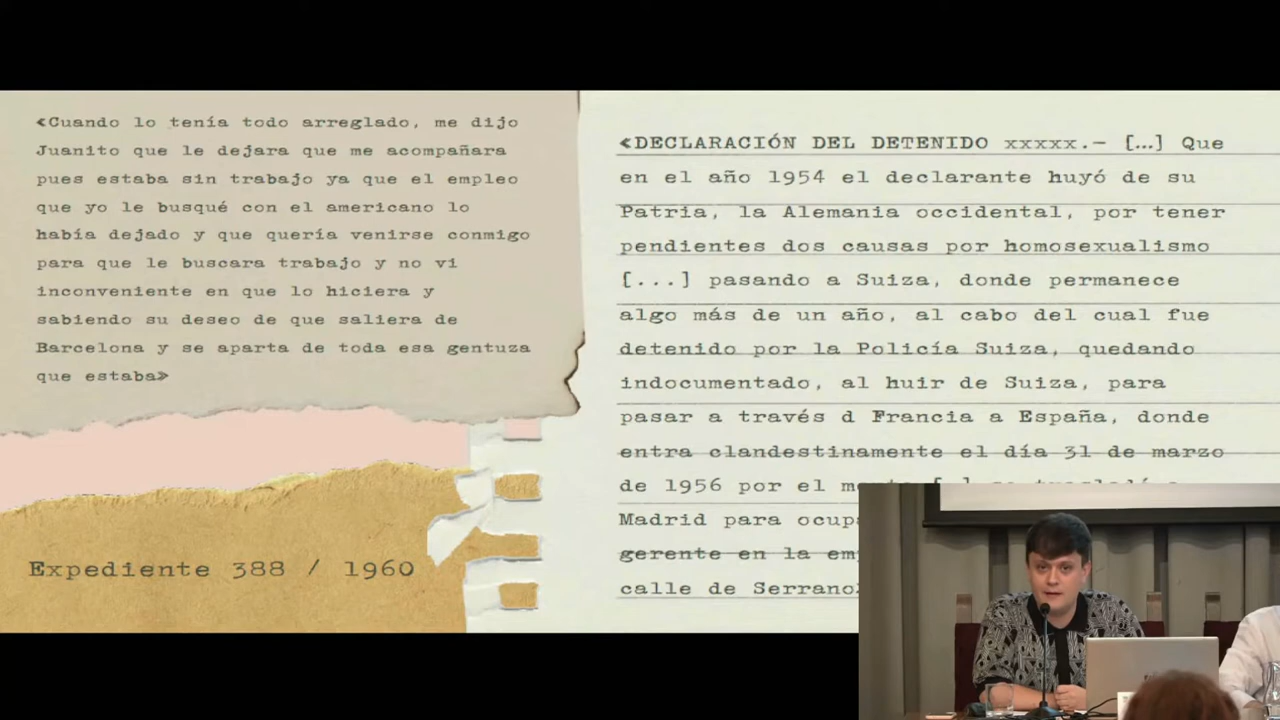 «Cuando lo tenía todo arreglado, me dijo
Juanito que le dejara que me acompañara
pues estaba sin trabajo ya que el empleo
que yo le busqué con el americano lo
había dejado y que quería venirse conmigo
para que le buscara trabajo y no vi
inconveniente en que lo hiciera y
sabiendo su deseo de que saliera de
Barcelona y se aparta de toda esa gentuza
que estaba»
Expediente 388 / 1960
«DECLARACIÓN DEL DETENIDO xxxxx.— […] Que
en el año 1954 el declarante huyó de su
Patria, la Alemania occidental, por tener
pendientes dos causas por homosexualismo
[...] pasando a Suiza, donde permanece
algo más de un año, al cabo del cual fue
detenido por la Policía Suiza, quedando
indocumentado, al huir de Suiza, para
pasar a través d Francia a España, donde
entra clandestinamente el día 31 de marzo
de 1956 por el
Madrid para
gerente en la
calle de Serrano